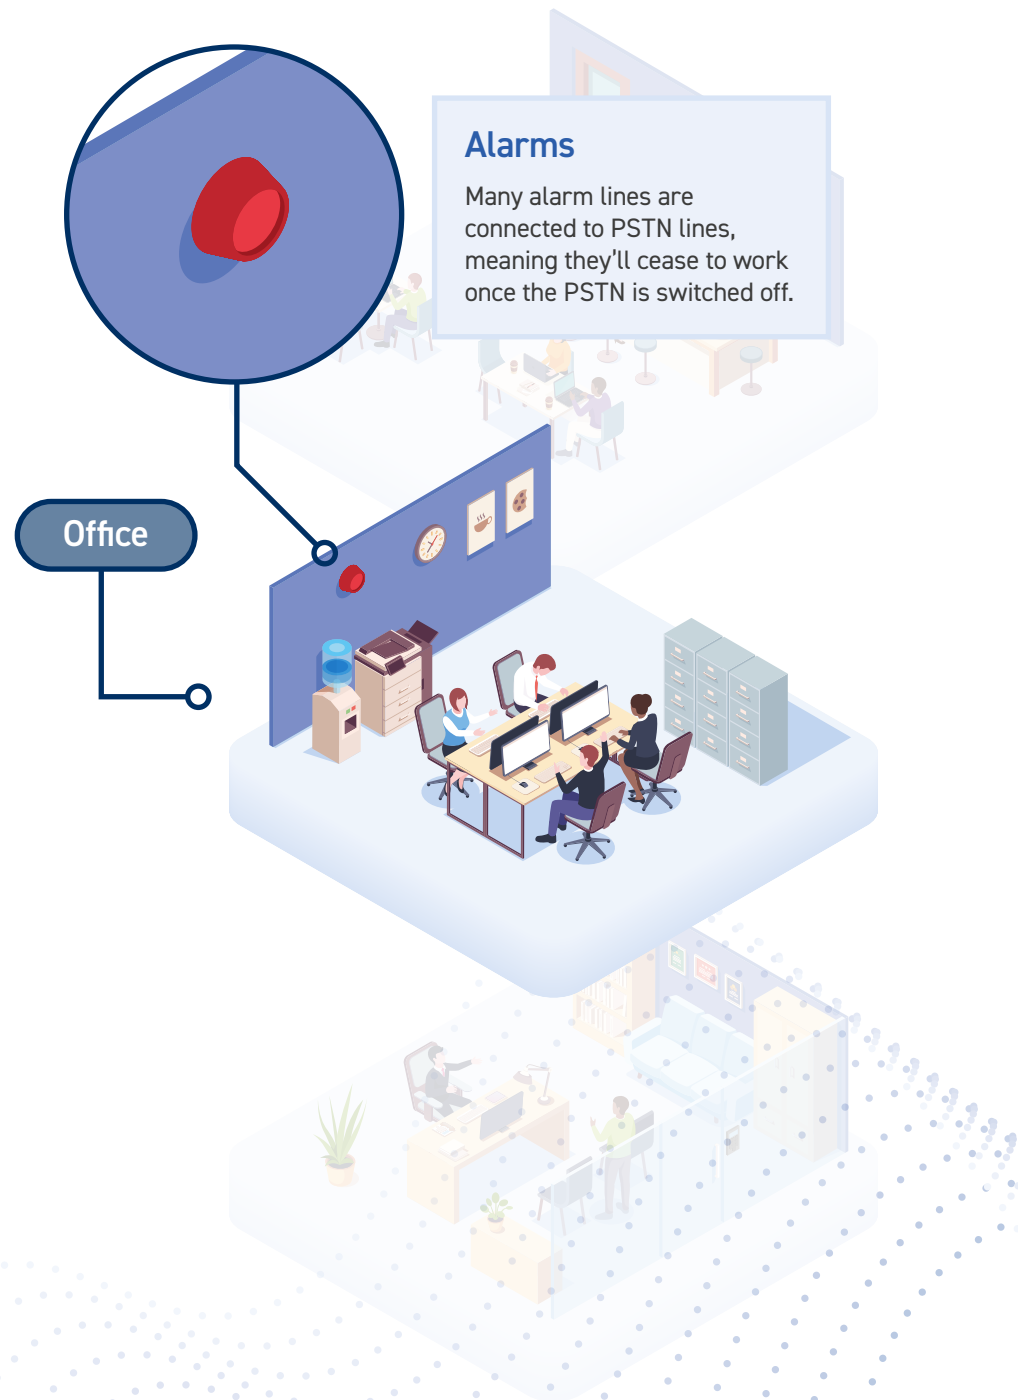 Alarms
Many alarm lines are
connected to PSTN lines,
meaning they'll cease to work
once the PSTN is switched off.
Office